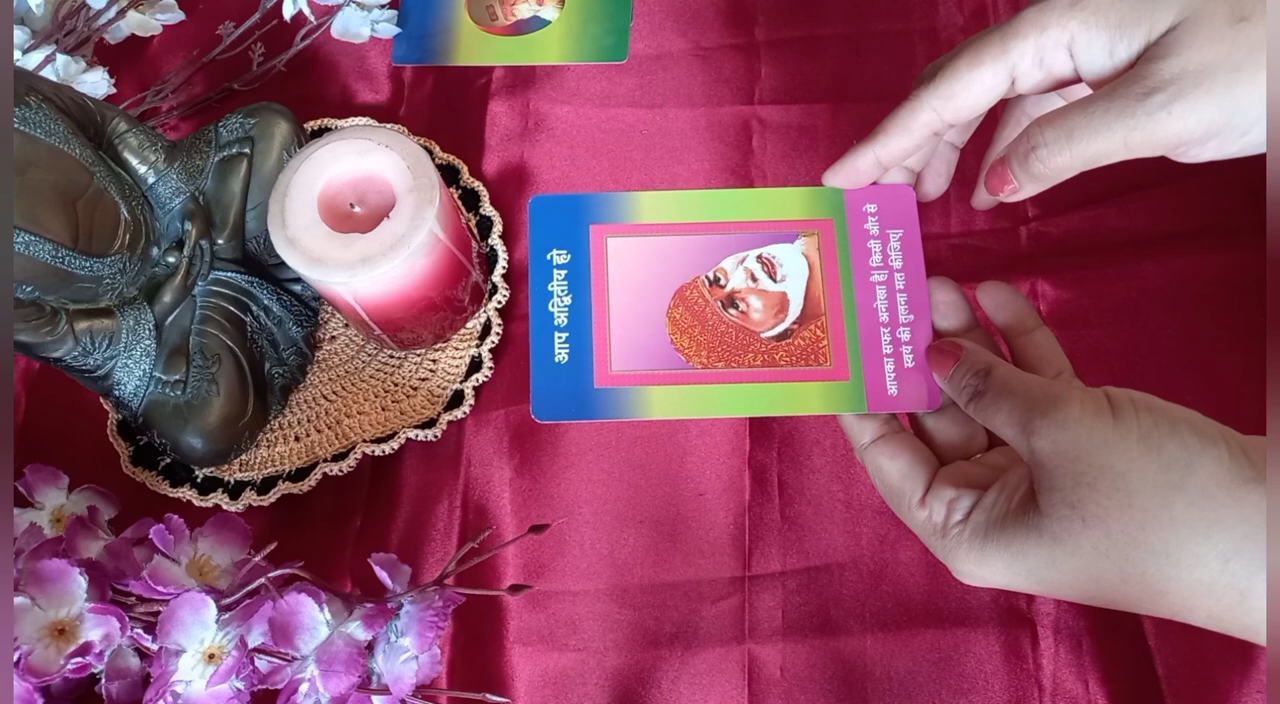 आप अद्वितीय हो
आपका सफर अनोखा है| किसी और से
स्वयं की तुलना मत कीजिए|